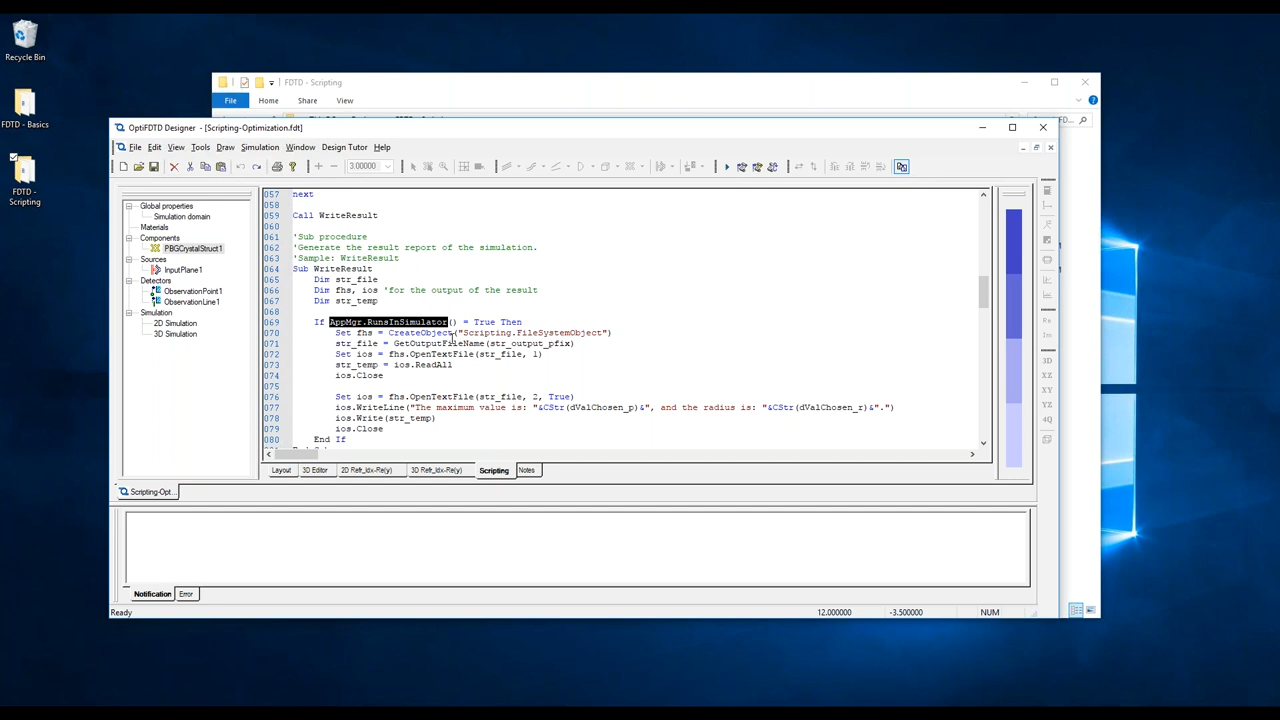 Recycle Bin
FDTD - Basics
FDTD -
Scripting
FDTD - Scripting
File Home Share View
FD...
OptiFDTD Designer - [Scripting-Optimization.fdt]
File Edit View Tools Draw Simulation Window Design Tutor Help
3.00000
Global properties
Simulation domain
Materials
Components
PBGCrystalStruct1
Sources
InputPlane1
Detectors
ObservationPoint1
ObservationLine1
Simulation
2D Simulation
3D Simulation
057 next
058
059 Call WriteResult
060
061 'Sub procedure
062 'Generate the result report of the simulation.
063 'Sample: WriteResult
064 Sub WriteResult
065 Dim str_file
066 Dim fhs, ios 'for the output of the result
067 Dim str_temp
068
069 If AppMgr.RunsInSimulator() = True Then
070 Set fhs = CreateObject("Scripting.FileSystemObject")
071 str_file = GetOutputFileName(str_output_pfix)
072 Set ios = fhs.OpenTextFile(str_file, 1)
073 str_temp = ios.ReadAll
074 ios.Close
075
076 Set ios = fhs.OpenTextFile(str_file, 2, True)
077 ios.WriteLine("The maximum value is: "&CStr(dValChosen_p)&", and the radius is: "&CStr(dValChosen_r)&".")
078 ios.Write(str_temp)
079 ios.Close
080 End If
Layout 3D Editor 2D Refr_Idx-Re(y) 3D Refr_Idx-Re(y) Scripting Notes
3D
XZ
XY
YZ
4Q
Scripting-Opt...
Notification Error
Ready 12.000000 -3.500000 NUM